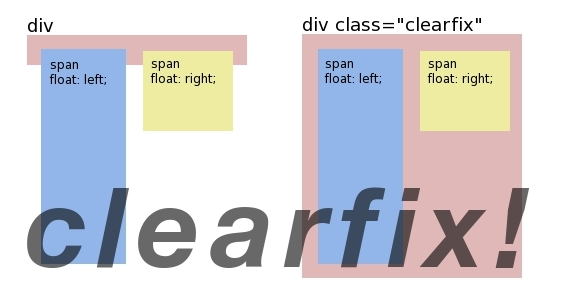 div
span
float: left;
span
float: right;
div class="clearfix"
span
float: left;
span
float: right;
clearfix!